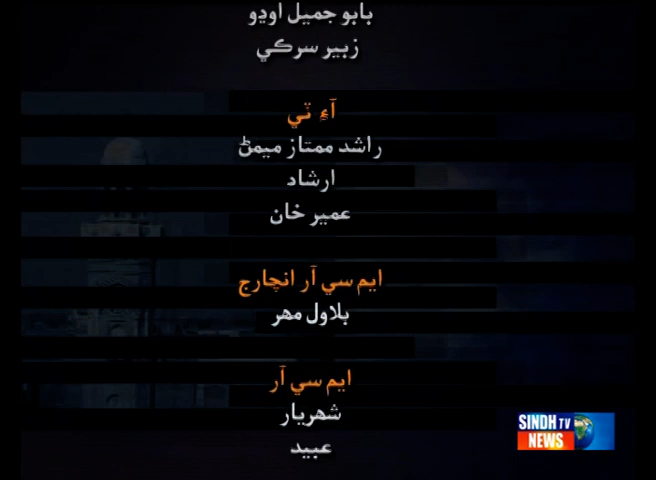 بابو جميل اوڍو
زبير سرڪي
آءِ ٽي
راشد ممتاز ميمڻ
ارشاد
عمير خان
ايم سي آر انچارج
بلاول مهر
ايم سي آر
شهريار
عبيد
SINDH TV
NEWS